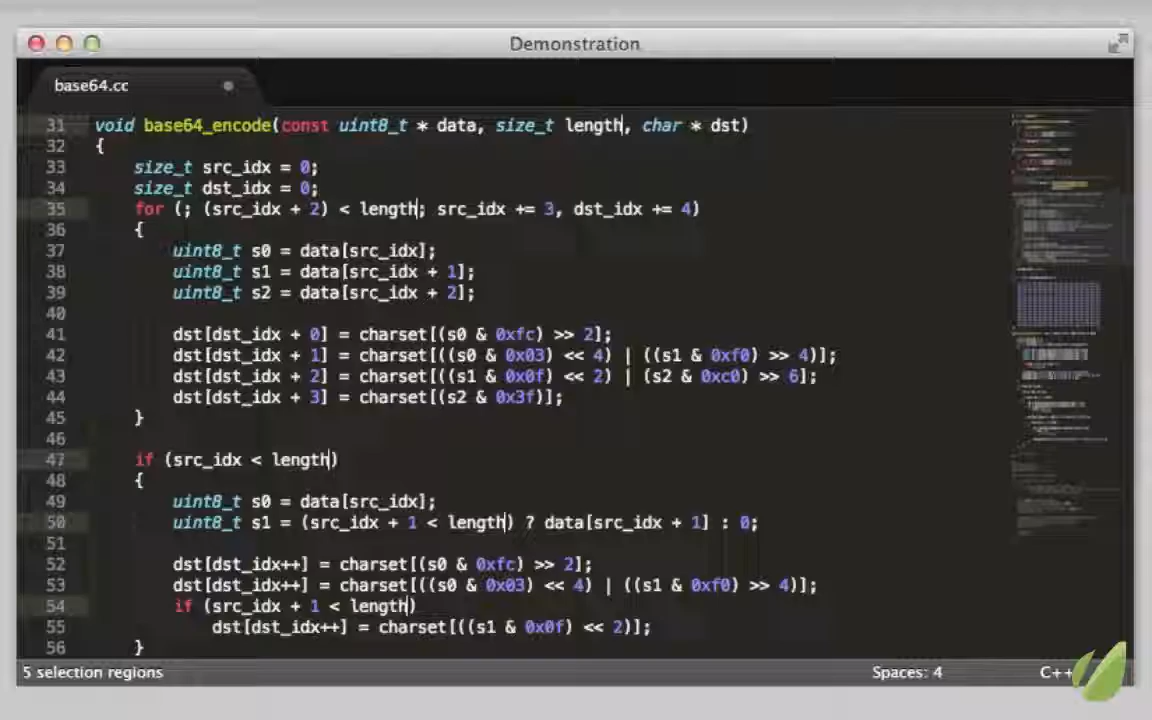 Demonstration
base64.cc
31 void base64_encode(const uint8_t * data, size_t length, char * dst)
32 {
33     size_t src_idx = 0;
34     size_t dst_idx = 0;
35     for (; (src_idx + 2) < length; src_idx += 3, dst_idx += 4)
36     {
37         uint8_t s0 = data[src_idx];
38         uint8_t s1 = data[src_idx + 1];
39         uint8_t s2 = data[src_idx + 2];
40
41         dst[dst_idx + 0] = charset[(s0 & 0xfc) >> 2];
42         dst[dst_idx + 1] = charset[((s0 & 0x03) << 4) | ((s1 & 0xf0) >> 4)];
43         dst[dst_idx + 2] = charset[((s1 & 0x0f) << 2) | (s2 & 0xc0) >> 6];
44         dst[dst_idx + 3] = charset[(s2 & 0x3f)];
45     }
46
47     if (src_idx < length)
48     {
49         uint8_t s0 = data[src_idx];
50         uint8_t s1 = (src_idx + 1 < length) ? data[src_idx + 1] : 0;
51
52         dst[dst_idx++] = charset[(s0 & 0xfc) >> 2];
53         dst[dst_idx++] = charset[((s0 & 0x03) << 4) | ((s1 & 0xf0) >> 4)];
54         if (src_idx + 1 < length)
55             dst[dst_idx++] = charset[((s1 & 0x0f) << 2)];
56     }
5 selection regions Spaces: 4 C++